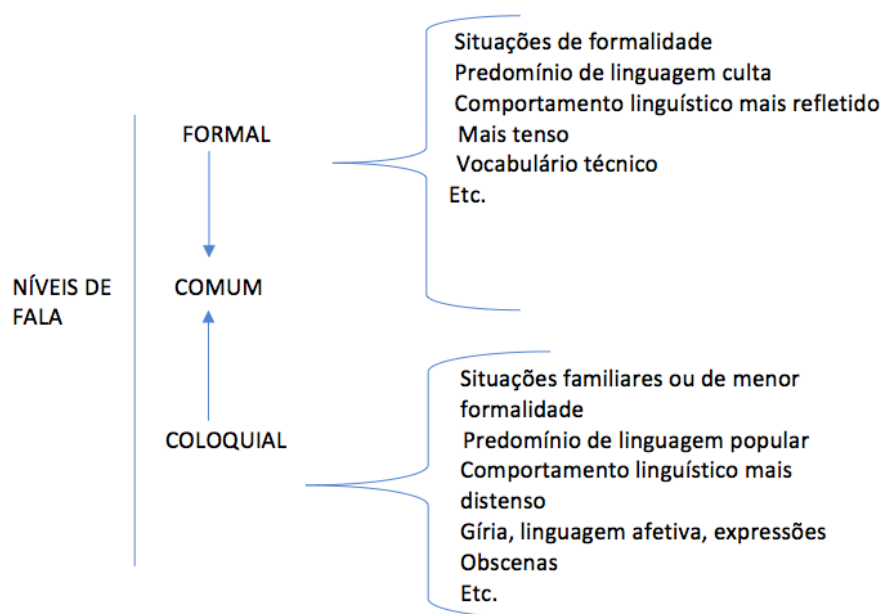 NÍVEIS DE
FALA
FORMAL
COMUM
COLOQUIAL
Situações de formalidade
Predomínio de linguagem culta
Comportamento linguístico mais refletido
Mais tenso
Vocabulário técnico
Etc.
Situações familiares ou de menor
formalidade
Predomínio de linguagem popular
Comportamento linguístico mais
distenso
Gíria, linguagem afetiva, expressões
Obscenas
Etc.